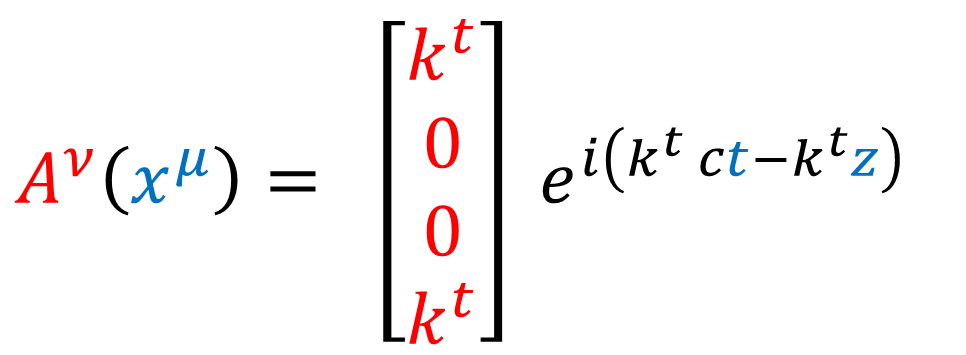 A^ν(x^μ) = [k^t 0 0 k^t] e^{i(k^t ct−k^t z)}